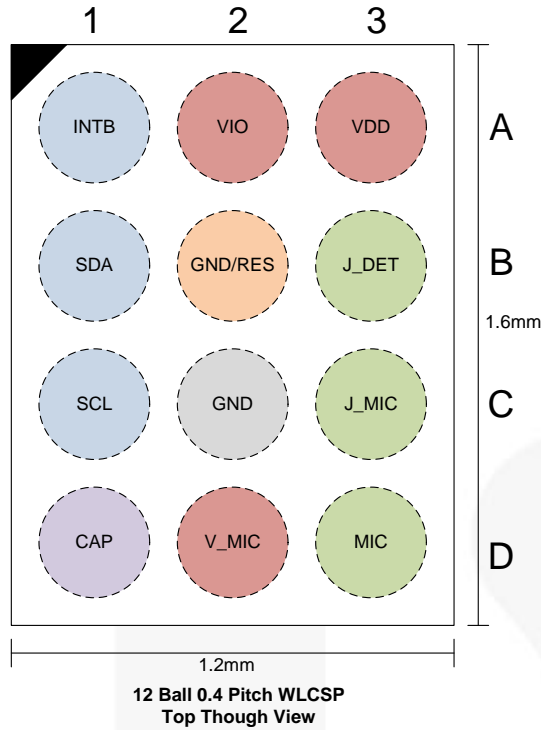 1 2 3
INTB VIO VDD A
SDA GND/RES J_DET B
1.6mm
SCL GND J_MIC C
CAP V_MIC MIC D
1.2mm
12 Ball 0.4 Pitch WLCSP
Top Though View